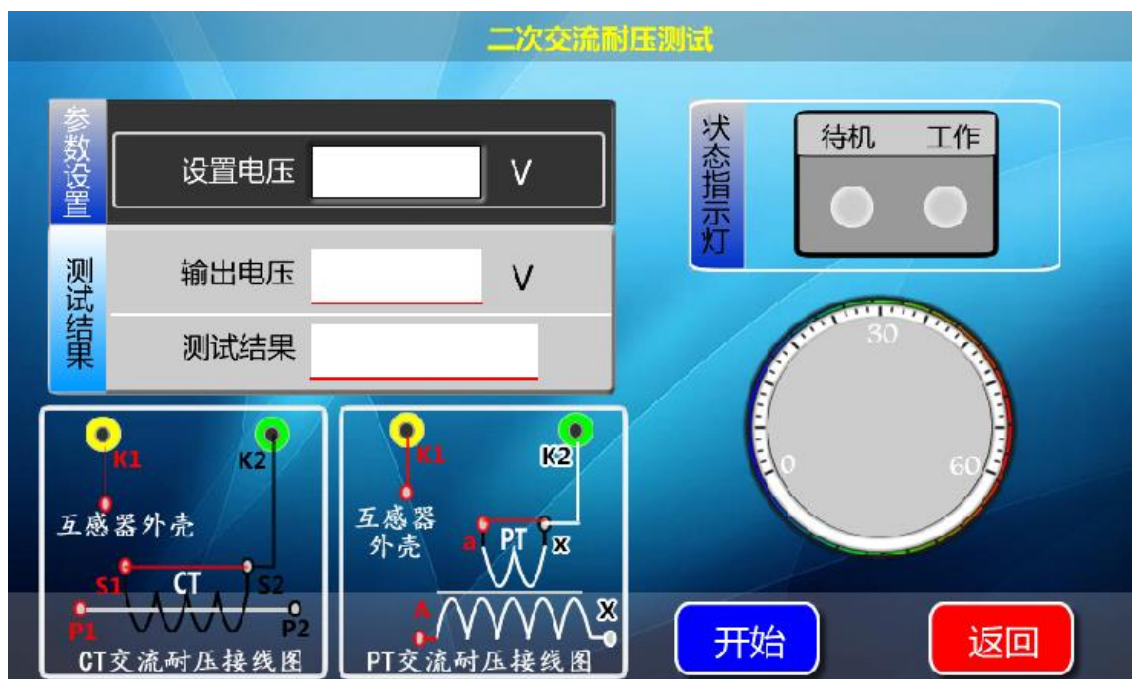 二次交流耐压测试
参数设置
设置电压
V
测试结果
输出电压
V
测试结果
状态指示灯
待机
工作
30
0
60
K1
K2
互感器外壳
S1
CT
S2
P1
P2
CT交流耐压接线图
K1
K2
互感器
外壳
a
PT
x
A
X
PT交流耐压接线图
开始
返回